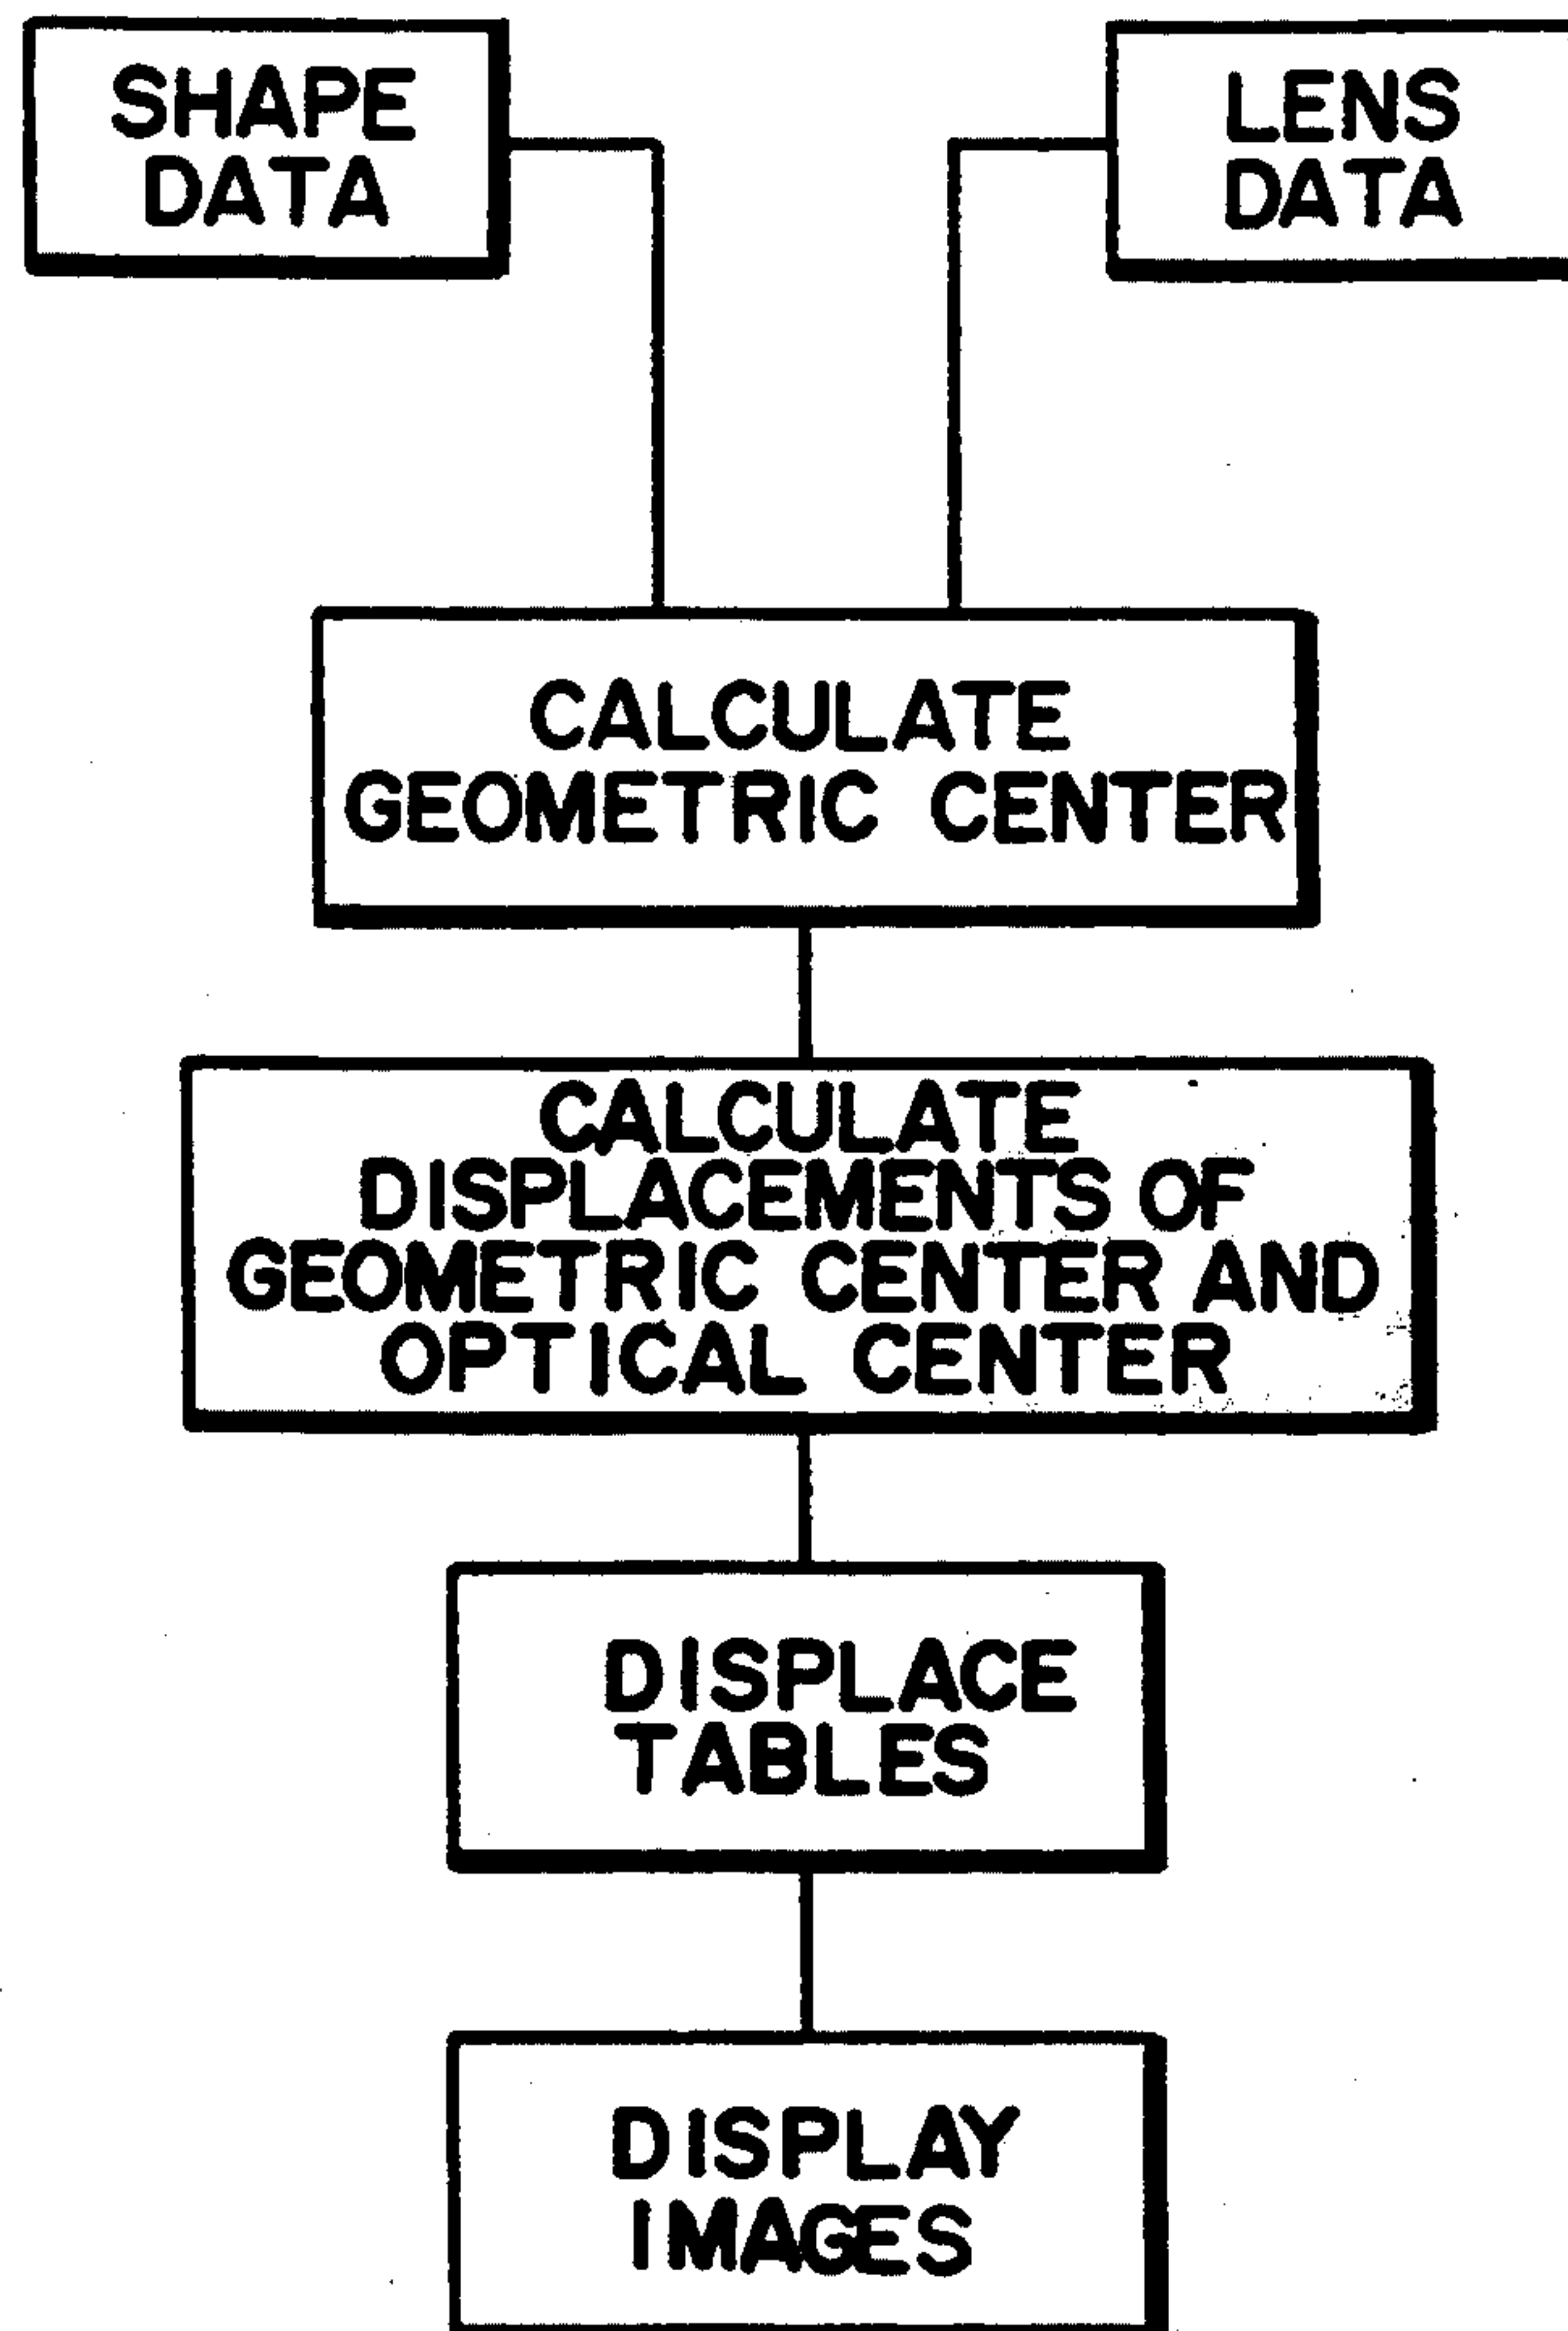 SHAPE
DATA
LENS
DATA
CALCULATE
GEOMETRIC CENTER
CALCULATE
DISPLACEMENTS OF
GEOMETRIC CENTER AND
OPTICAL CENTER
DISPLACE
TABLES
DISPLAY
IMAGES